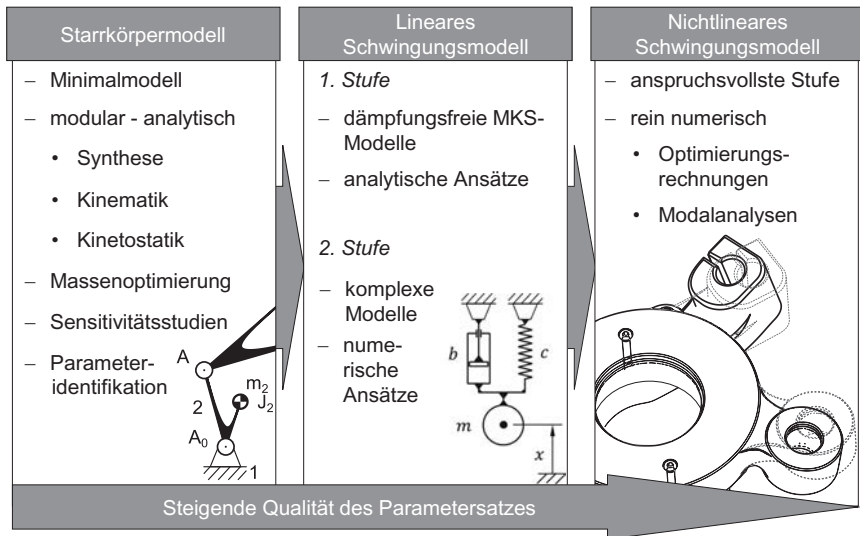 Starrkörpermodell
– Minimalmodell
– modular - analytisch
• Synthese
• Kinematik
• Kinetostatik
– Massenoptimierung
– Sensitivitätsstudien
– Parameter-
identifikation
A
2
m2
J2
A0
1
Lineares
Schwingungsmodell
1. Stufe
– dämpfungsfreie MKS-
Modelle
– analytische Ansätze
2. Stufe
– komplexe
Modelle
– nume-
rische
Ansätze
b
c
m
x
Nichtlineares
Schwingungsmodell
– anspruchsvollste Stufe
– rein numerisch
• Optimierungs-
rechnungen
• Modalanalysen
Steigende Qualität des Parametersatzes